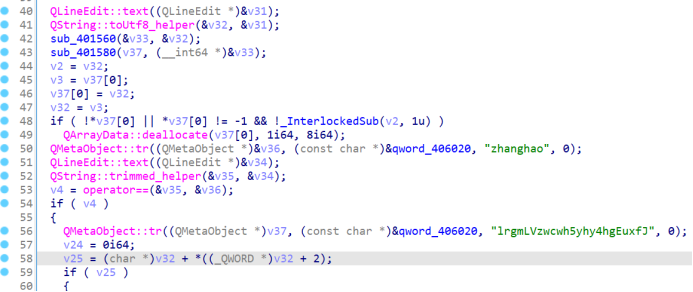 40 QLineEdit::text((QLineEdit *)&v31);
41 QString::toUtf8_helper(&v32, &v31);
42 sub_401560(&v33, &v32);
43 sub_401580(v37, (__int64 *)&v33);
44 v2 = v32;
45 v3 = v37[0];
46 v37[0] = v32;
47 v32 = v3;
48 if ( !*v37[0] || *v37[0] != -1 && !_InterlockedSub(v2, 1u) )
49 QArrayData::deallocate(v37[0], 1i64, 8i64);
50 QMetaObject::tr((QMetaObject *)&v36, (const char *)&qword_406020, "zhanghao", 0);
51 QLineEdit::text((QLineEdit *)&v34);
52 QString::trimmed_helper(&v35, &v34);
53 v4 = operator==(&v35, &v36);
54 if ( v4 )
55 {
56 QMetaObject::tr((QMetaObject *)v37, (const char *)&qword_406020, "lrgmLVzwcwh5yhy4hgEuxfJ", 0);
57 v24 = 0i64;
58 v25 = (char *)v32 + *((_QWORD *)v32 + 2);
59 if ( v25 )
60 {